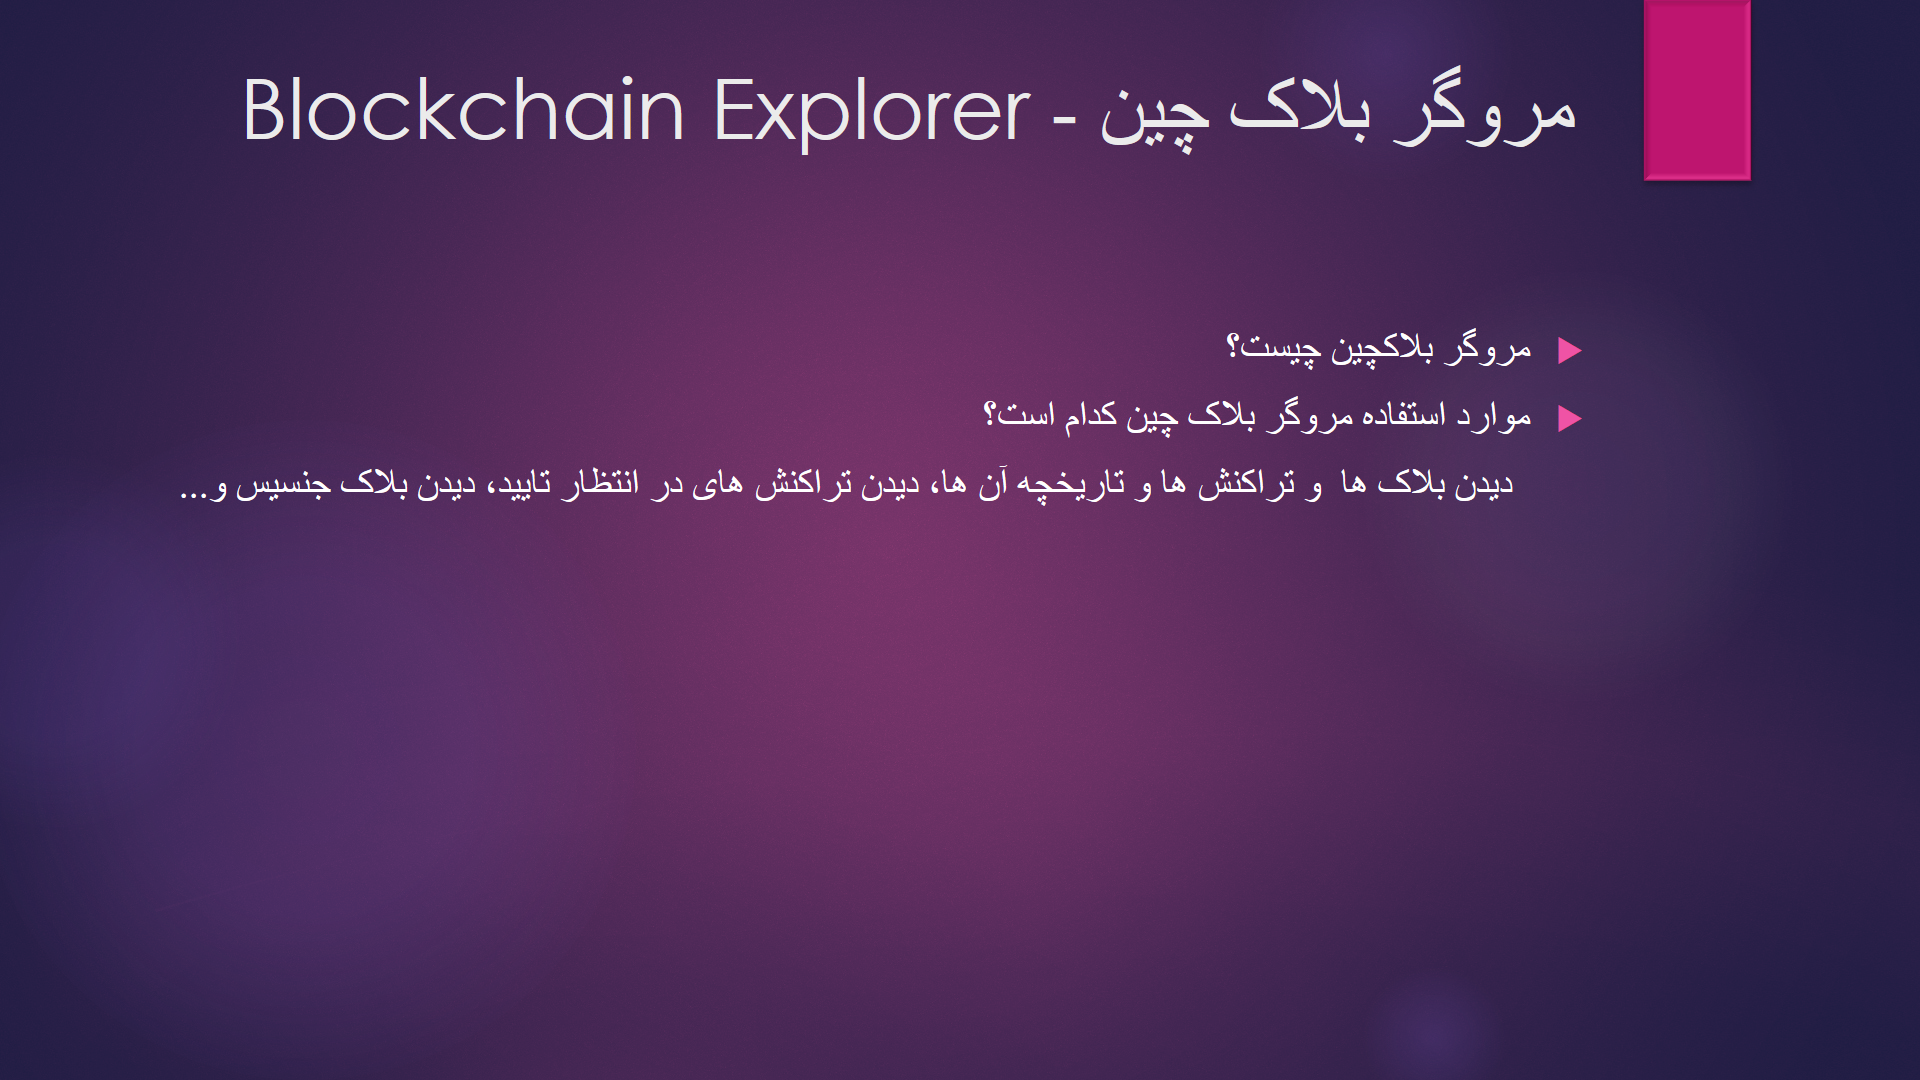 مروگر بلاک چین - Blockchain Explorer
مروگر بلاکچین چیست؟
موارد استفاده مروگر بلاک چین کدام است؟
دیدن بلاک ها  و تراکنش ها و تاریخچه آن ها، دیدن تراکنش های در انتظار تایید، دیدن بلاک جنسیس و...